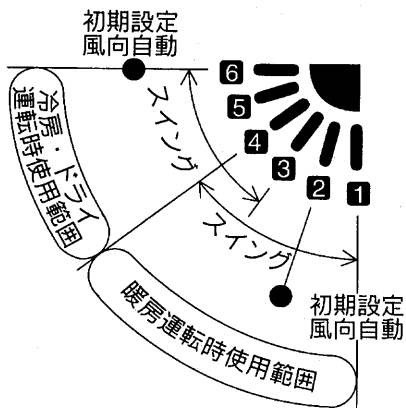 初期設定
風向自動
冷房・ドライ
運転時使用範囲
スイング
6
5
4
3
2
1
スイング
暖房運転時使用範囲
初期設定
風向自動